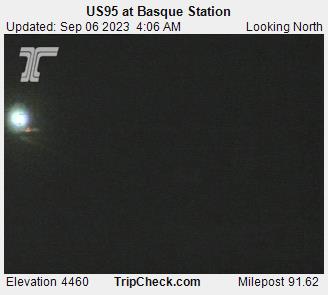 US95 at Basque Station
Updated: Sep 06 2023 4:06 AM Looking North
Elevation 4460 TripCheck.com Milepost 91.62